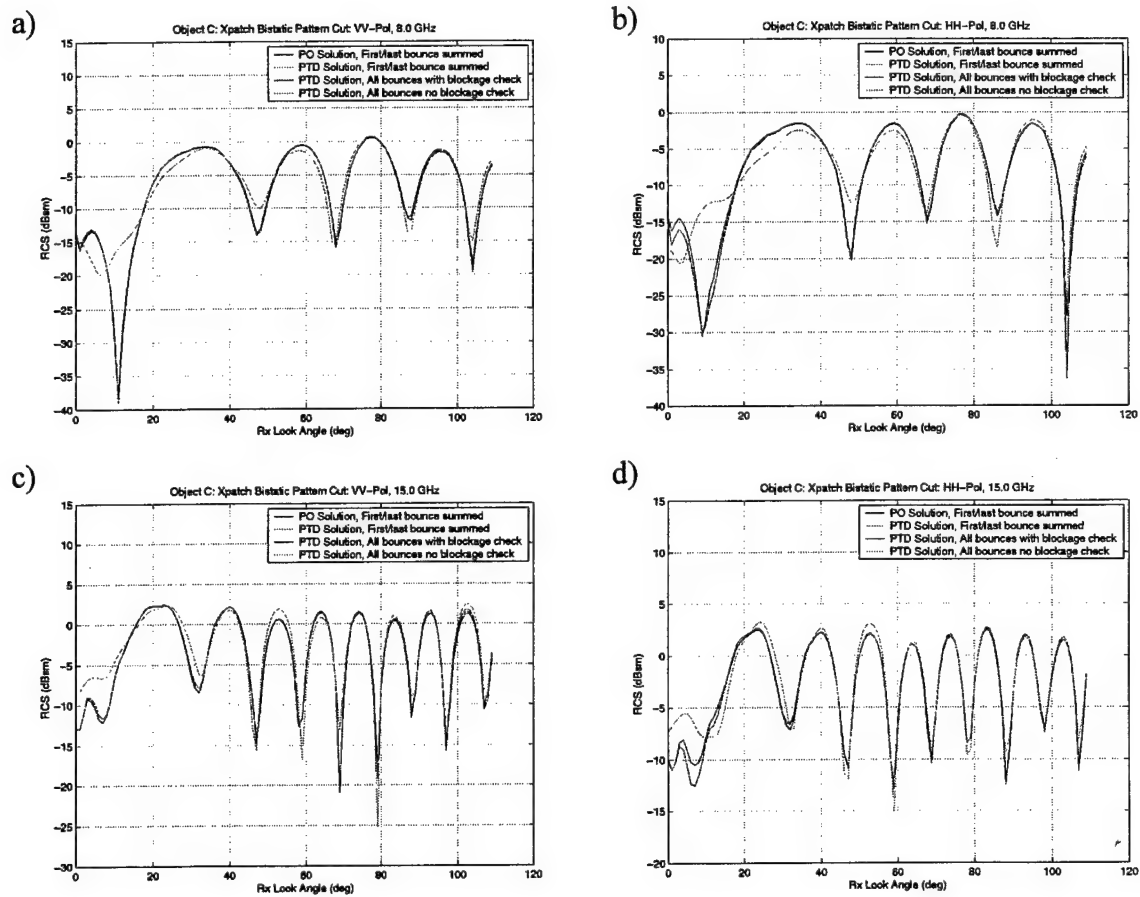 a)
Object C: Xpatch Bistatic Pattern Cut: VV-Pol, 8.0 GHz
PO Solution, First/last bounce summed
PTD Solution, First/last bounce summed
PTD Solution, All bounces with blockage check
PTD Solution, All bounces no blockage check
RCS (dBsm)
15
10
5
0
-5
-10
-15
-20
-25
-30
-35
-40
0
20
40
60
80
100
120
Rx Look Angle (deg)
b)
Object C: Xpatch Bistatic Pattern Cut: HH-Pol, 8.0 GHz
PO Solution, First/last bounce summed
PTD Solution, First/last bounce summed
PTD Solution, All bounces with blockage check
PTD Solution, All bounces no blockage check
RCS (dBsm)
10
5
0
-5
-10
-15
-20
-25
-30
-35
-40
0
20
40
60
80
100
120
Rx Look Angle (deg)
c)
Object C: Xpatch Bistatic Pattern Cut: VV-Pol, 15.0 GHz
PO Solution, First/last bounce summed
PTD Solution, First/last bounce summed
PTD Solution, All bounces with blockage check
PTD Solution, All bounces no blockage check
RCS (dBsm)
15
10
5
0
-5
-10
-15
-20
-25
-30
0
20
40
60
80
100
120
Rx Look Angle (deg)
d)
Object C: Xpatch Bistatic Pattern Cut: HH-Pol, 15.0 GHz
PO Solution, First/last bounce summed
PTD Solution, First/last bounce summed
PTD Solution, All bounces with blockage check
PTD Solution, All bounces no blockage check
RCS (dBsm)
15
10
5
0
-5
-10
-15
-20
0
20
40
60
80
100
120
Rx Look Angle (deg)